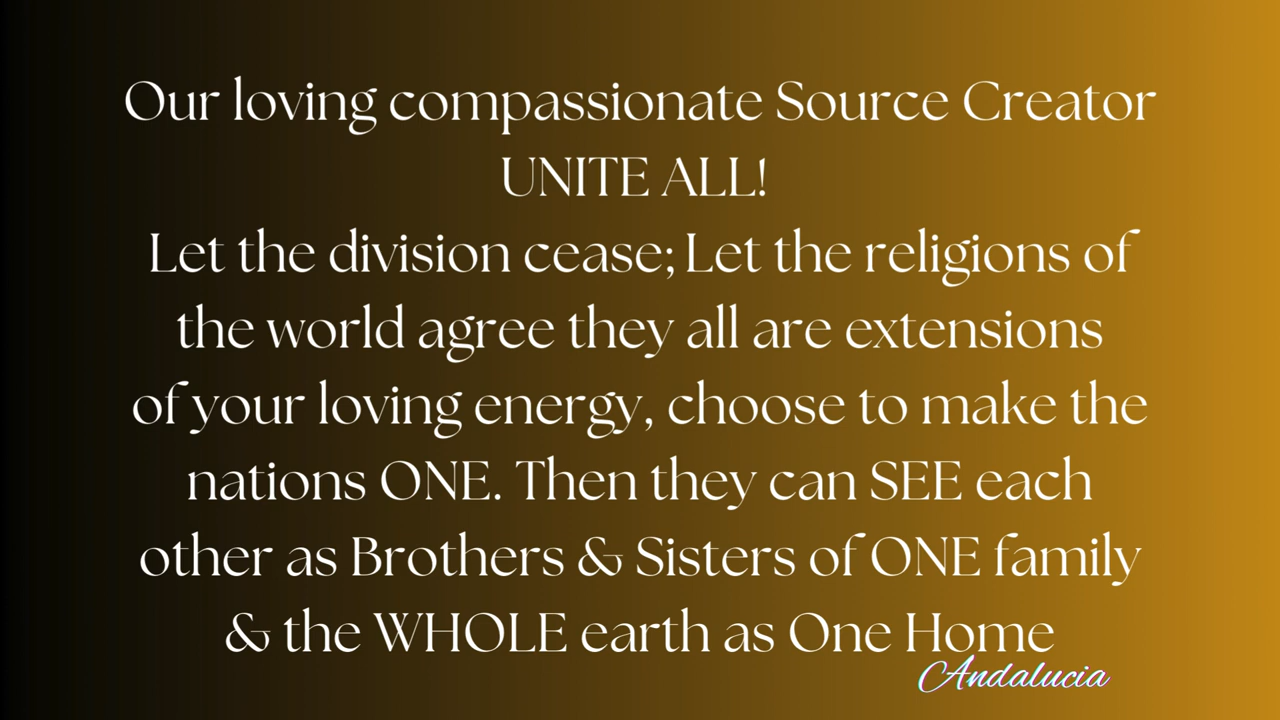 Our loving compassionate Source Creator
UNITE ALL!
Let the division cease; Let the religions of
the world agree they all are extensions
of your loving energy, choose to make the
nations ONE. Then they can SEE each
other as Brothers & Sisters of ONE family
& the WHOLE earth as One Home
Andalucia